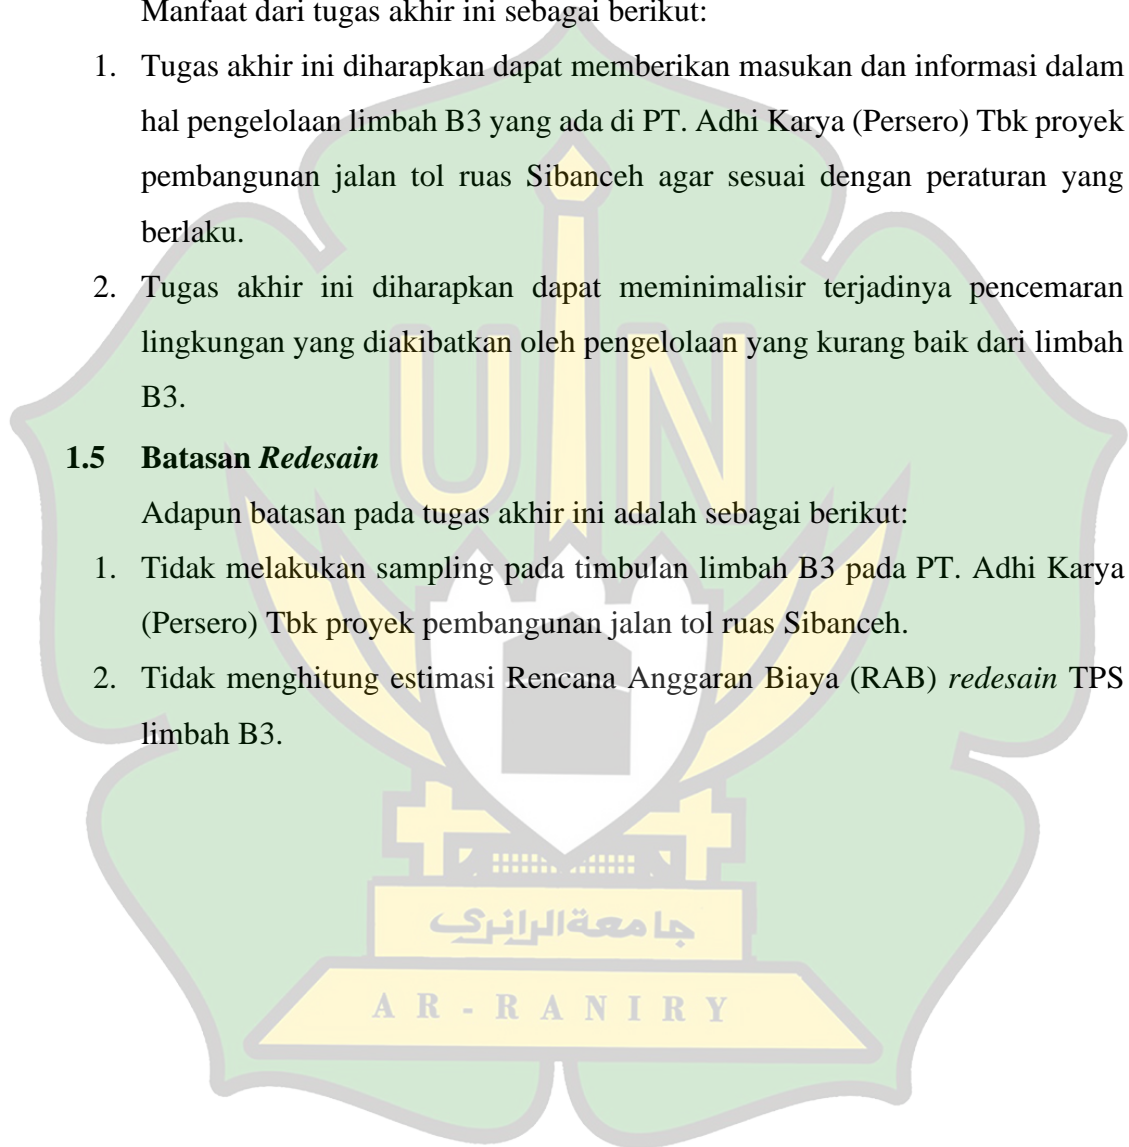 Manfaat dari tugas akhir ini sebagai berikut:
1. Tugas akhir ini diharapkan dapat memberikan masukan dan informasi dalam
hal pengelolaan limbah B3 yang ada di PT. Adhi Karya (Persero) Tbk proyek
pembangunan jalan tol ruas Sibanceh agar sesuai dengan peraturan yang
berlaku.
2. Tugas akhir ini diharapkan dapat meminimalisir terjadinya pencemaran
lingkungan yang diakibatkan oleh pengelolaan yang kurang baik dari limbah
B3.
1.5 Batasan Redesain
Adapun batasan pada tugas akhir ini adalah sebagai berikut:
1. Tidak melakukan sampling pada timbulan limbah B3 pada PT. Adhi Karya
(Persero) Tbk proyek pembangunan jalan tol ruas Sibanceh.
2. Tidak menghitung estimasi Rencana Anggaran Biaya (RAB) redesain TPS
limbah B3.
UIN
جامعة الرانري
AR-RANIRY